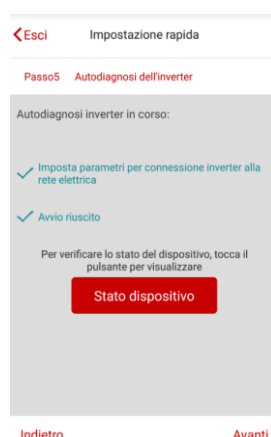 Esci Impostazione rapida
Passo5 Autodiagnosi dell'inverter
Autodiagnosi inverter in corso:
Imposta parametri per connessione inverter alla
rete elettrica
Avvio riuscito
Per verificare lo stato del dispositivo, tocca il
pulsante per visualizzare
Stato dispositivo
Indietro Avanti